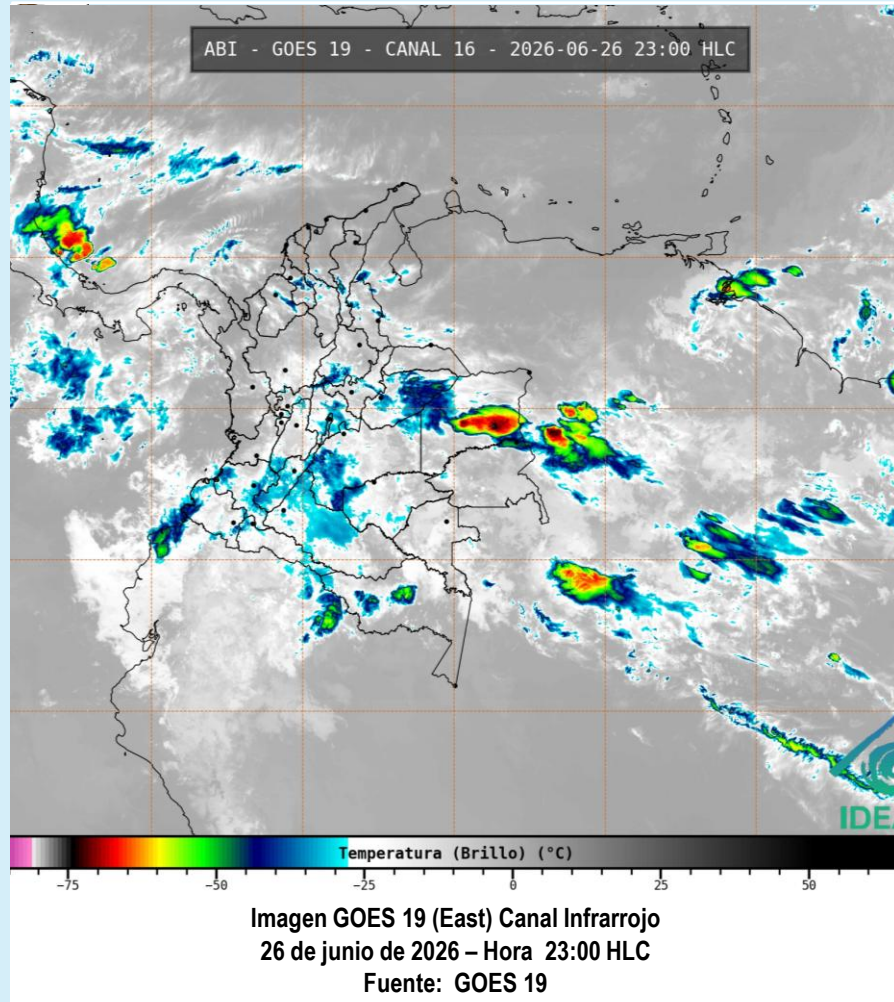 ABI - GOES 19 - CANAL 16 - 2026-06-26 23:00 HLC
Temperatura (Brillo) (°C)
−75 −50 −25 0 25 50
Imagen GOES 19 (East) Canal Infrarrojo
26 de junio de 2026 – Hora 23:00 HLC
Fuente: GOES 19